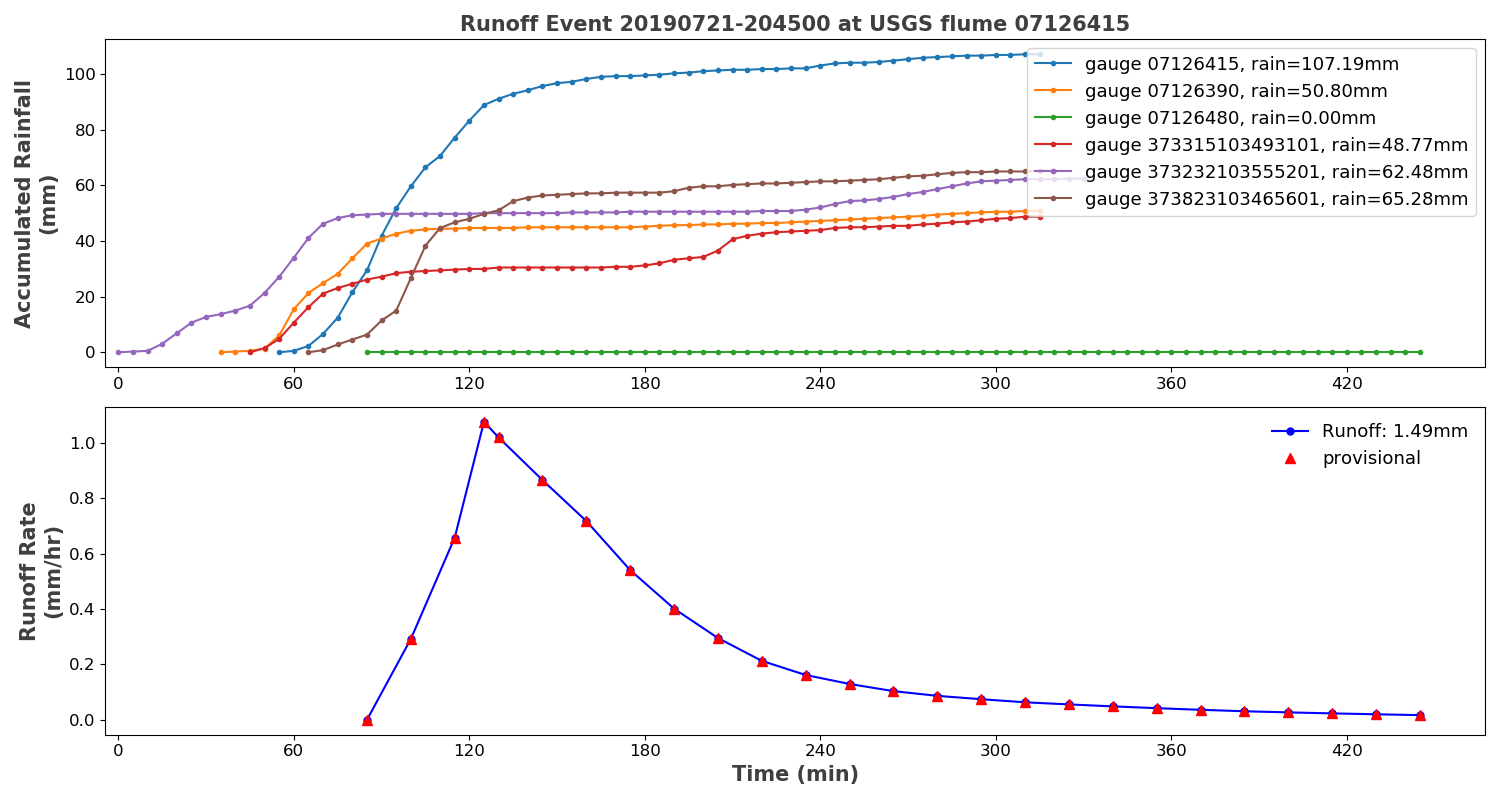 Runoff Event 20190721-204500 at USGS flume 07126415
Accumulated Rainfall
(mm)
100
80
60
40
20
0
gauge 07126415, rain=107.19mm
gauge 07126390, rain=50.80mm
gauge 07126480, rain=0.00mm
gauge 373315103493101, rain=48.77mm
gauge 373232103555201, rain=62.48mm
gauge 373823103465601, rain=65.28mm
0 60 120 180 240 300 360 420
Runoff Rate
(mm/hr)
1.0
0.8
0.6
0.4
0.2
0.0
Runoff: 1.49mm
provisional
0 60 120 180 240 300 360 420
Time (min)